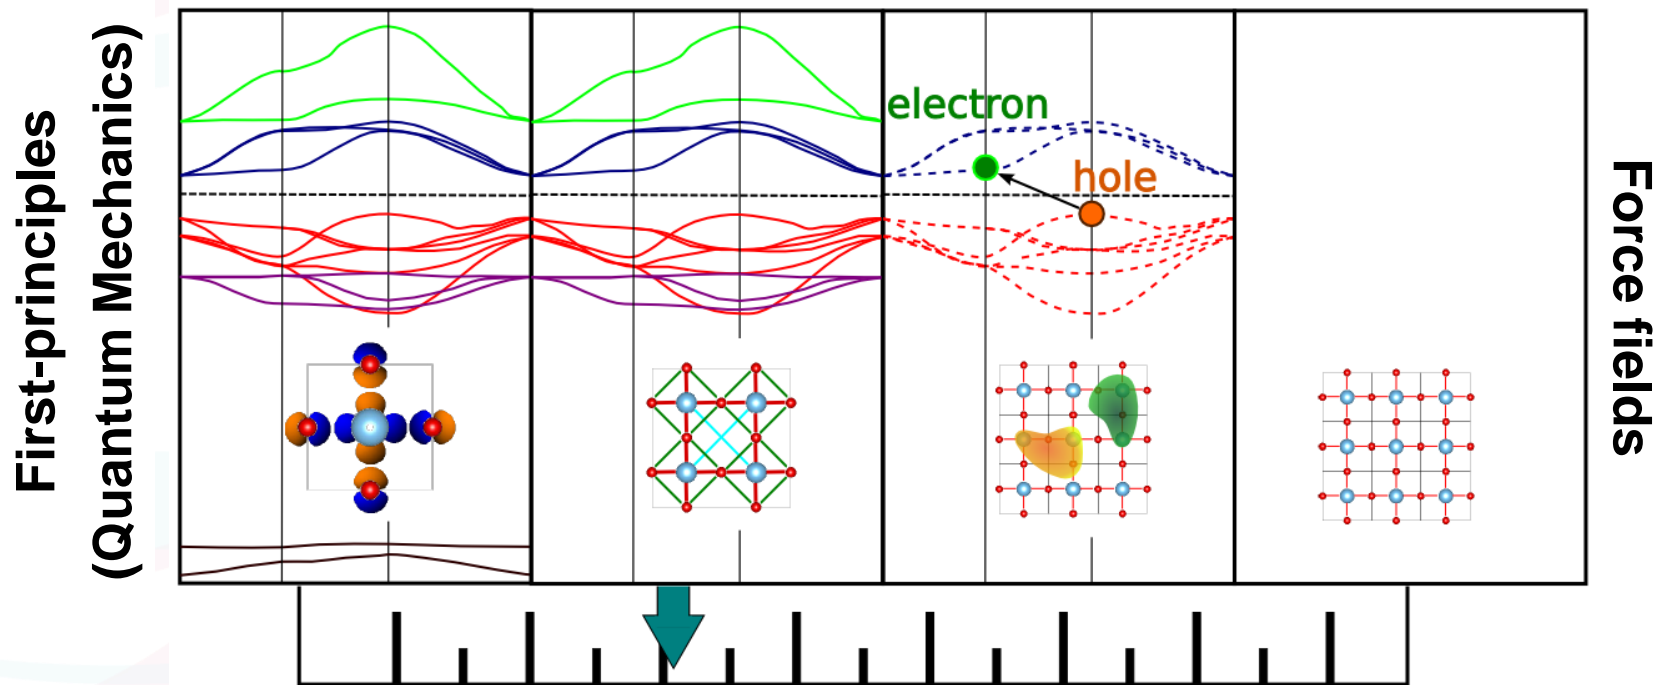 First-principles
(Quantum Mechanics)
electron
hole
Force fields